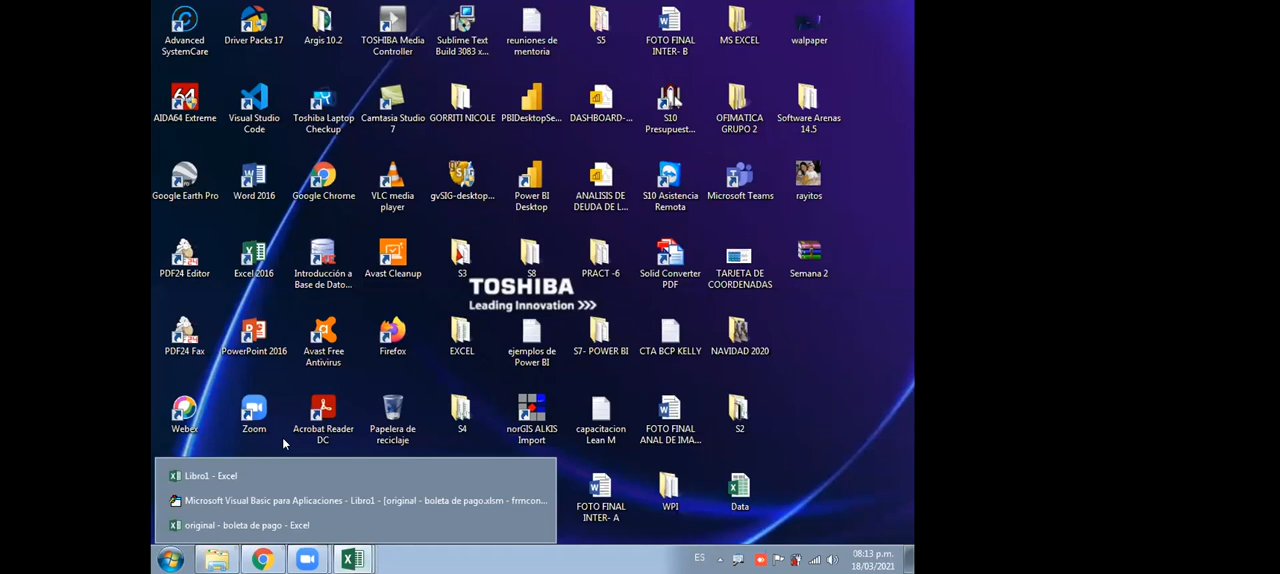 Advanced
SystemCare
Driver Packs 17
Argis 10.2
TOSHIBA Media
Controller
Sublime Text
Build 3083 x...
reuniones de
mentoria
S5
FOTO FINAL
INTER- B
MS EXCEL
walpaper
AIDA64 Extreme
Visual Studio
Code
Toshiba Laptop
Checkup
Camtasia Studio
7
GORRITI NICOLE
PBIDesktopSe...
DASHBOARD-...
S10
Presupuest...
OFIMATICA
GRUPO 2
Software Arenas
14.5
Google Earth Pro
Word 2016
Google Chrome
VLC media
player
gvSIG-desktop...
Power BI
Desktop
ANALISIS DE
DEUDA DE L...
S10 Asistencia
Remota
Microsoft Teams
rayitos
PDF24 Editor
Excel 2016
Introducción a
Base de Dato...
Avast Cleanup
S3
S8
PRACT -6
Solid Converter
PDF
TARJETA DE
COORDENADAS
Semana 2
TOSHIBA
Leading Innovation >>>
PDF24 Fax
PowerPoint 2016
Avast Free
Antivirus
Firefox
EXCEL
ejemplos de
Power BI
S7- POWER BI
CTA BCP KELLY
NAVIDAD 2020
Webex
Zoom
Acrobat Reader
DC
Papelera de
reciclaje
S4
norGIS ALKIS
Import
capacitacion
Lean M
FOTO FINAL
ANAL DE IMA...
S2
Libro1 - Excel
Microsoft Visual Basic para Aplicaciones - Libro1 - [original - boleta de pago.xlsm - frmcon...
original - boleta de pago - Excel
FOTO FINAL
INTER- A
WPI
Data
ES
08:13 p.m.
18/03/2021